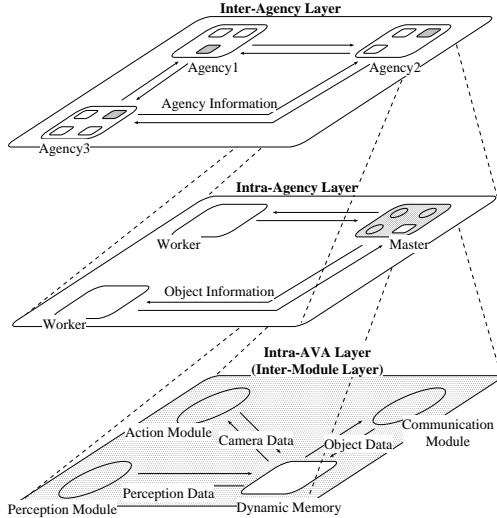 Inter-Agency Layer
Agency1
Agency2
Agency Information
Agency3
Intra-Agency Layer
Worker
Master
Object Information
Worker
Intra-AVA Layer
(Inter-Module Layer)
Action Module
Camera Data
Object Data
Communication
Module
Perception Module
Perception Data
Dynamic Memory